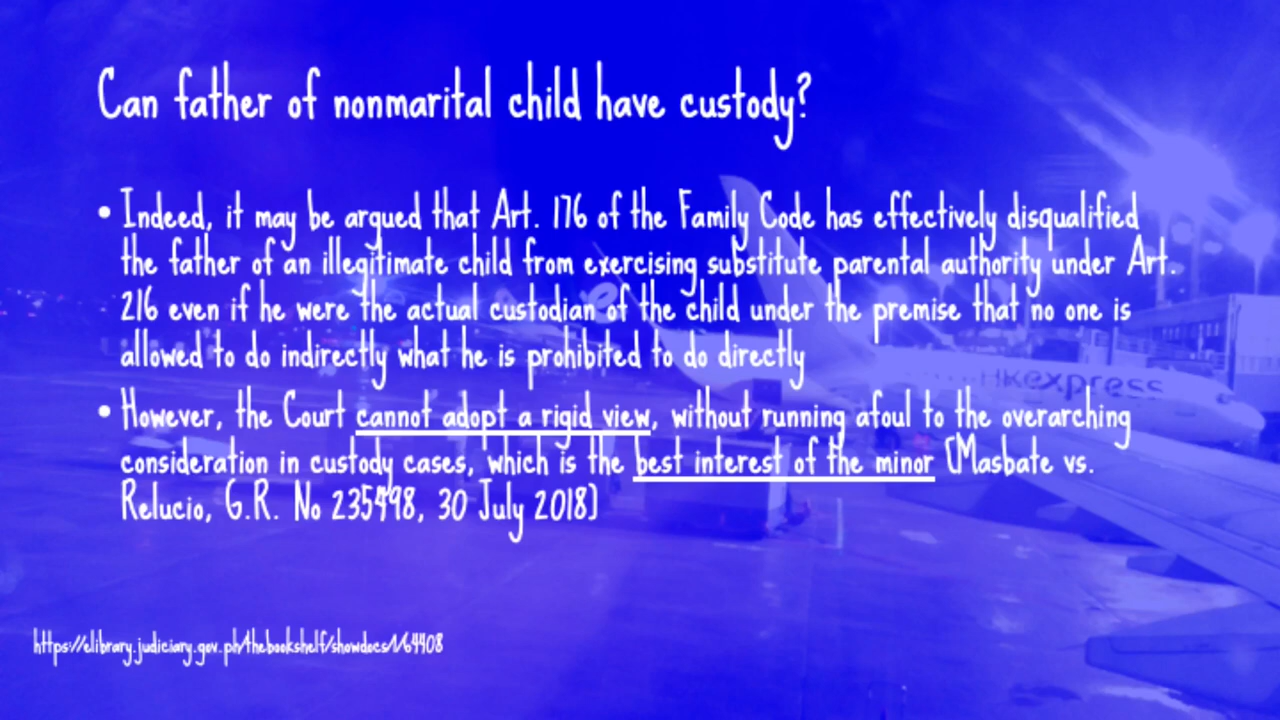 Can father of nonmarital child have custody?
• Indeed, it may be argued that Art. 176 of the Family Code has effectively disqualified
the father of an illegitimate child from exercising substitute parental authority under Art.
216 even if he were the actual custodian of the child under the premise that no one is
allowed to do indirectly what he is prohibited to do directly
HKexpress
• However, the Court cannot adopt a rigid view, without running afoul to the overarching
consideration in custody cases, which is the best interest of the minor [Masbate vs.
Relucio, G.R. No 235498, 30 July 2018]
https://elibrary.judiciary.gov.ph/thebookshelf/showdocs/1/64408